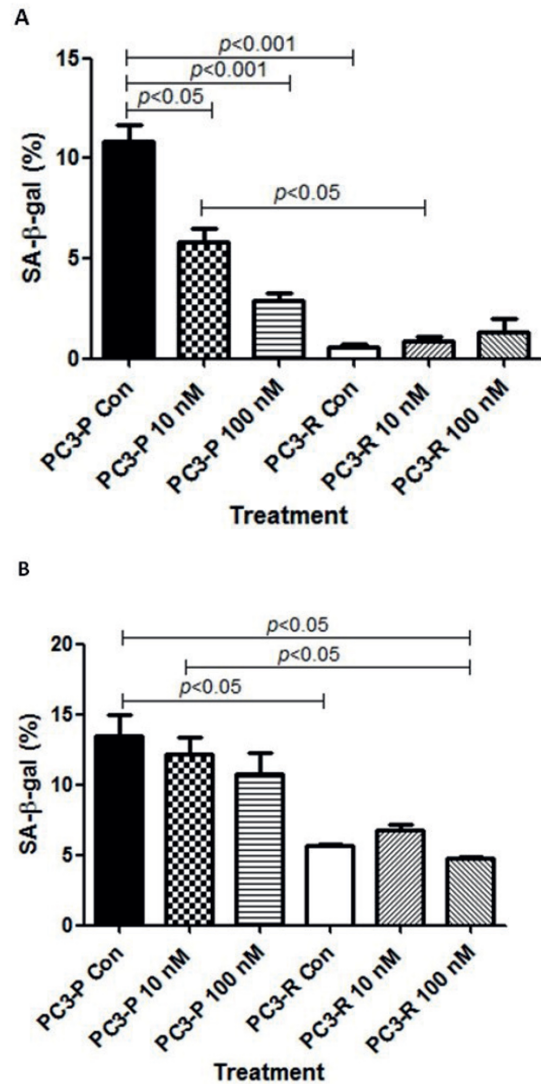 A
p<0.001
p<0.001
p<0.05
p<0.05
SA-β-gal (%)
15
10
5
0
PC3-P Con
PC3-P 10 nM
PC3-P 100 nM
PC3-R Con
PC3-R 10 nM
PC3-R 100 nM
Treatment
B
p<0.05
p<0.05
p<0.05
SA-β-gal (%)
20
15
10
5
0
PC3-P Con
PC3-P 10 nM
PC3-P 100 nM
PC3-R Con
PC3-R 10 nM
PC3-R 100 nM
Treatment